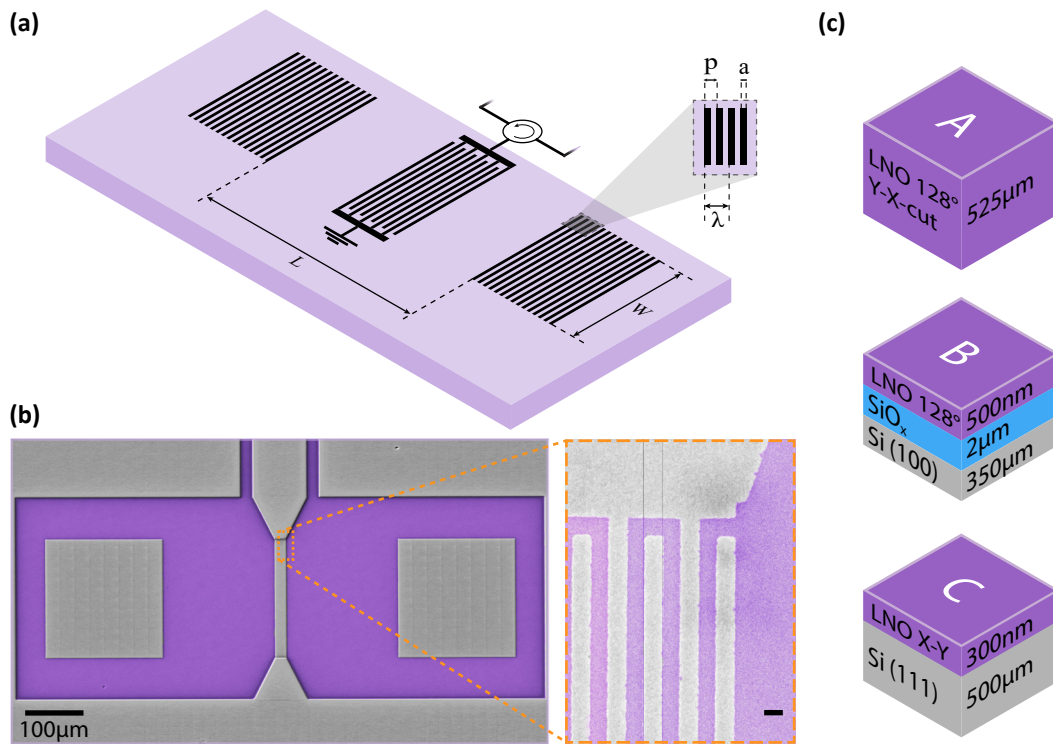 (a)
p
a
λ
L
W
(b)
100μm
(c)
A
LNO 128°
Y-X-cut
525μm
B
LNO 128°
500nm
SiOₓ
2μm
Si (100)
350μm
C
LNO X-Y
300nm
Si (111)
500μm